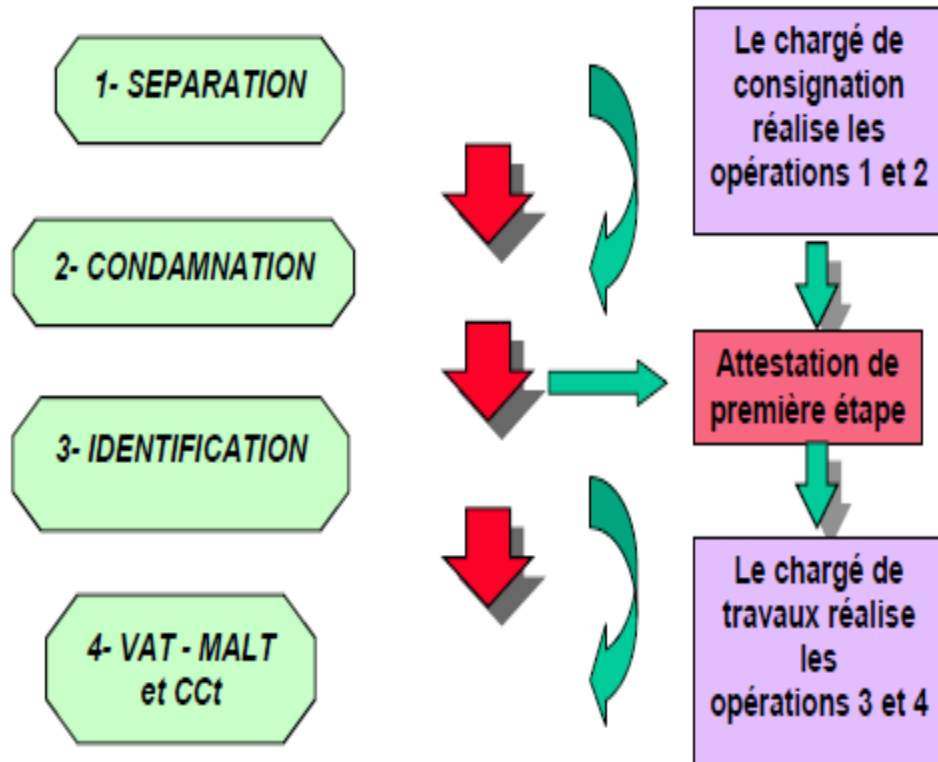 1- SEPARATION
2- CONDAMNATION
3- IDENTIFICATION
4- VAT - MALT
et CCt
Le chargé de
consignation
réalise les
opérations 1 et 2
Attestation de
première étape
Le chargé de
travaux réalise
les
opérations 3 et 4